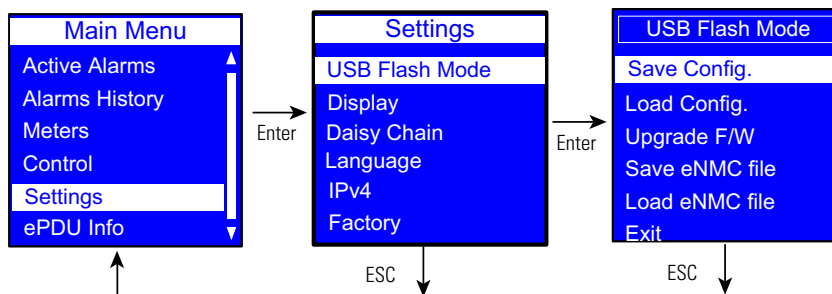 Main Menu
Active Alarms
Alarms History
Meters
Control
Settings
ePDU Info
Enter
Settings
USB Flash Mode
Display
Daisy Chain
Language
IPv4
Factory
ESC
Enter
USB Flash Mode
Save Config.
Load Config.
Upgrade F/W
Save eNMC file
Load eNMC file
Exit
ESC